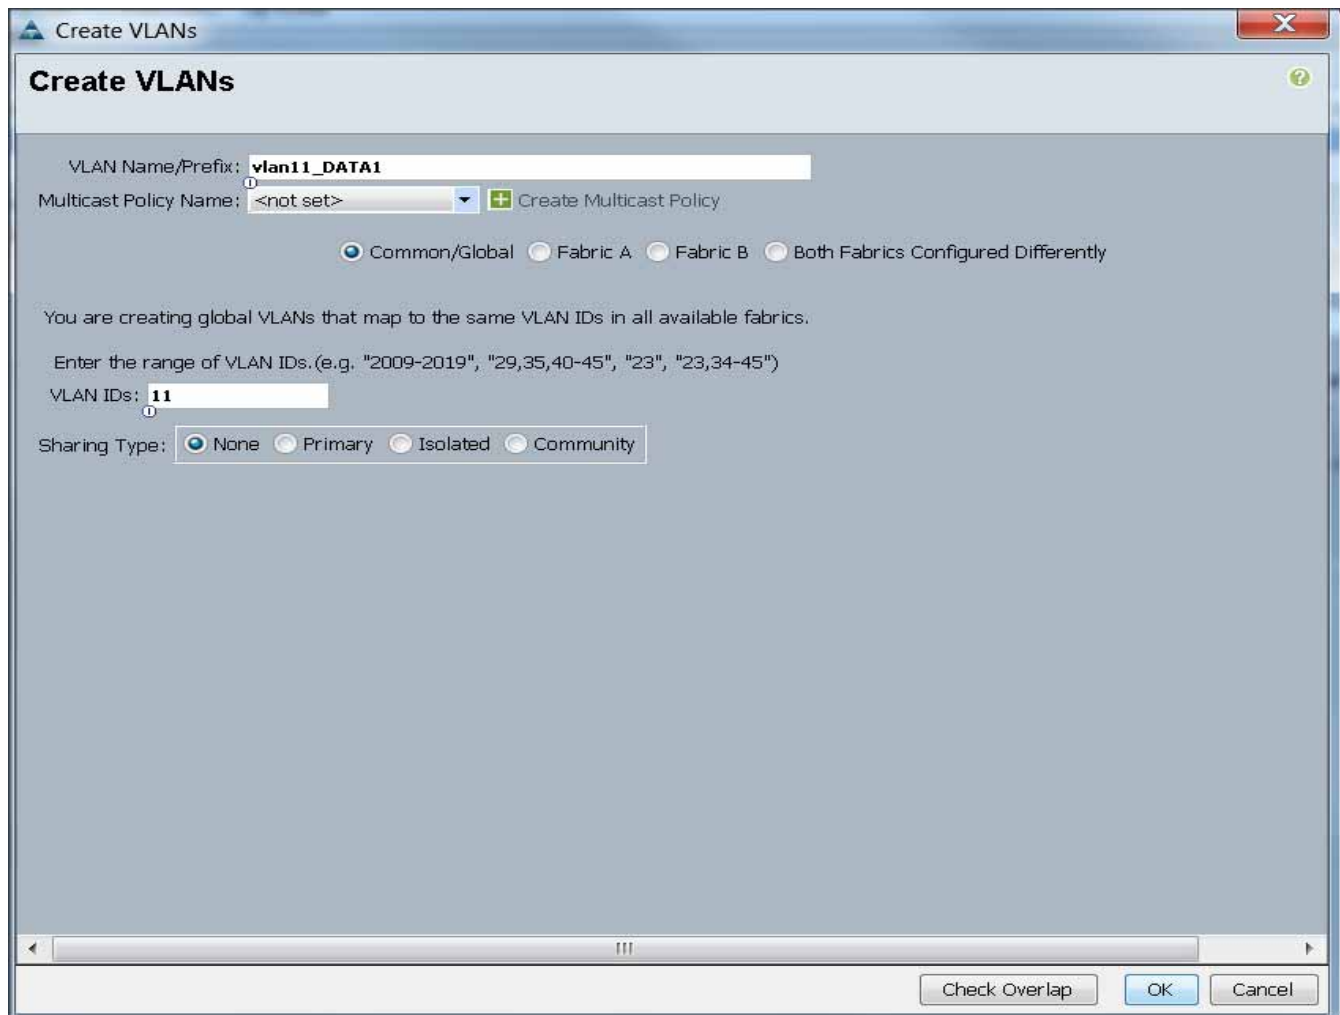 Create VLANs
Create VLANs
VLAN Name/Prefix: vlan11_DATA1
Multicast Policy Name: <not set> Create Multicast Policy
Common/Global Fabric A Fabric B Both Fabrics Configured Differently
You are creating global VLANs that map to the same VLAN IDs in all available fabrics.
Enter the range of VLAN IDs.(e.g. "2009-2019", "29,35,40-45", "23", "23,34-45")
VLAN IDs: 11
Sharing Type: None Primary Isolated Community
Check Overlap OK Cancel